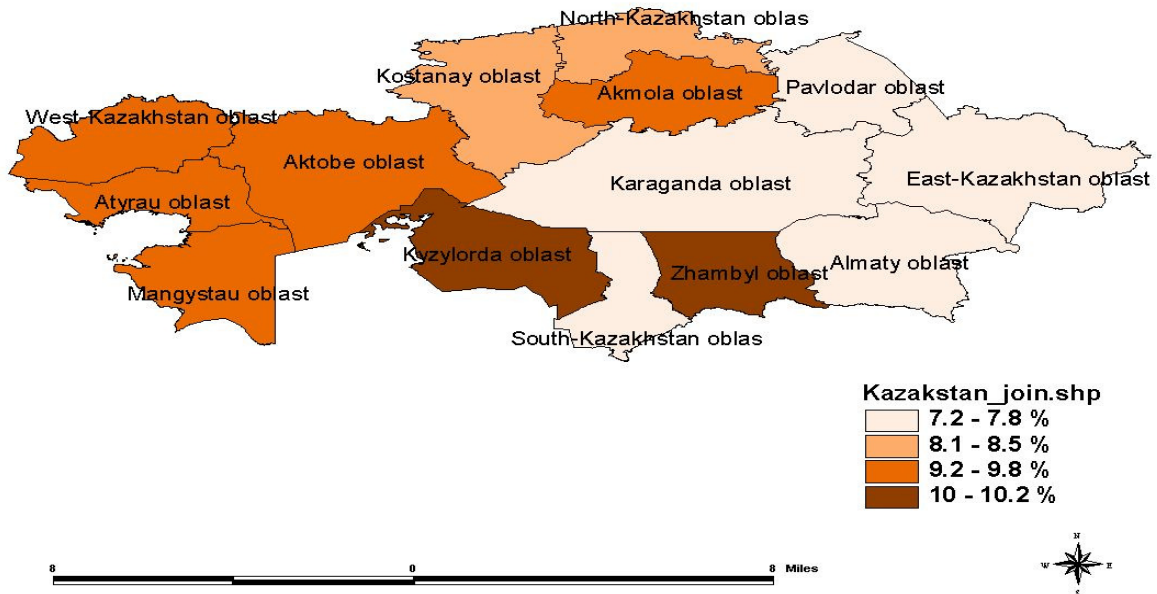 North-Kazakhstan oblas
Kostanay oblast
Pavlodar oblast
Akmola oblast
West-Kazakhstan oblast
Aktobe oblast
Karaganda oblast
East-Kazakhstan oblast
Atyrau oblast
Kyzylorda oblast
Zhambyl oblast
Almaty oblast
Mangystau oblast
South-Kazakhstan oblas
Kazakstan_join.shp
7.2 - 7.8 %
8.1 - 8.5 %
9.2 - 9.8 %
10 - 10.2 %
8 0 8 Miles
N
W E
S